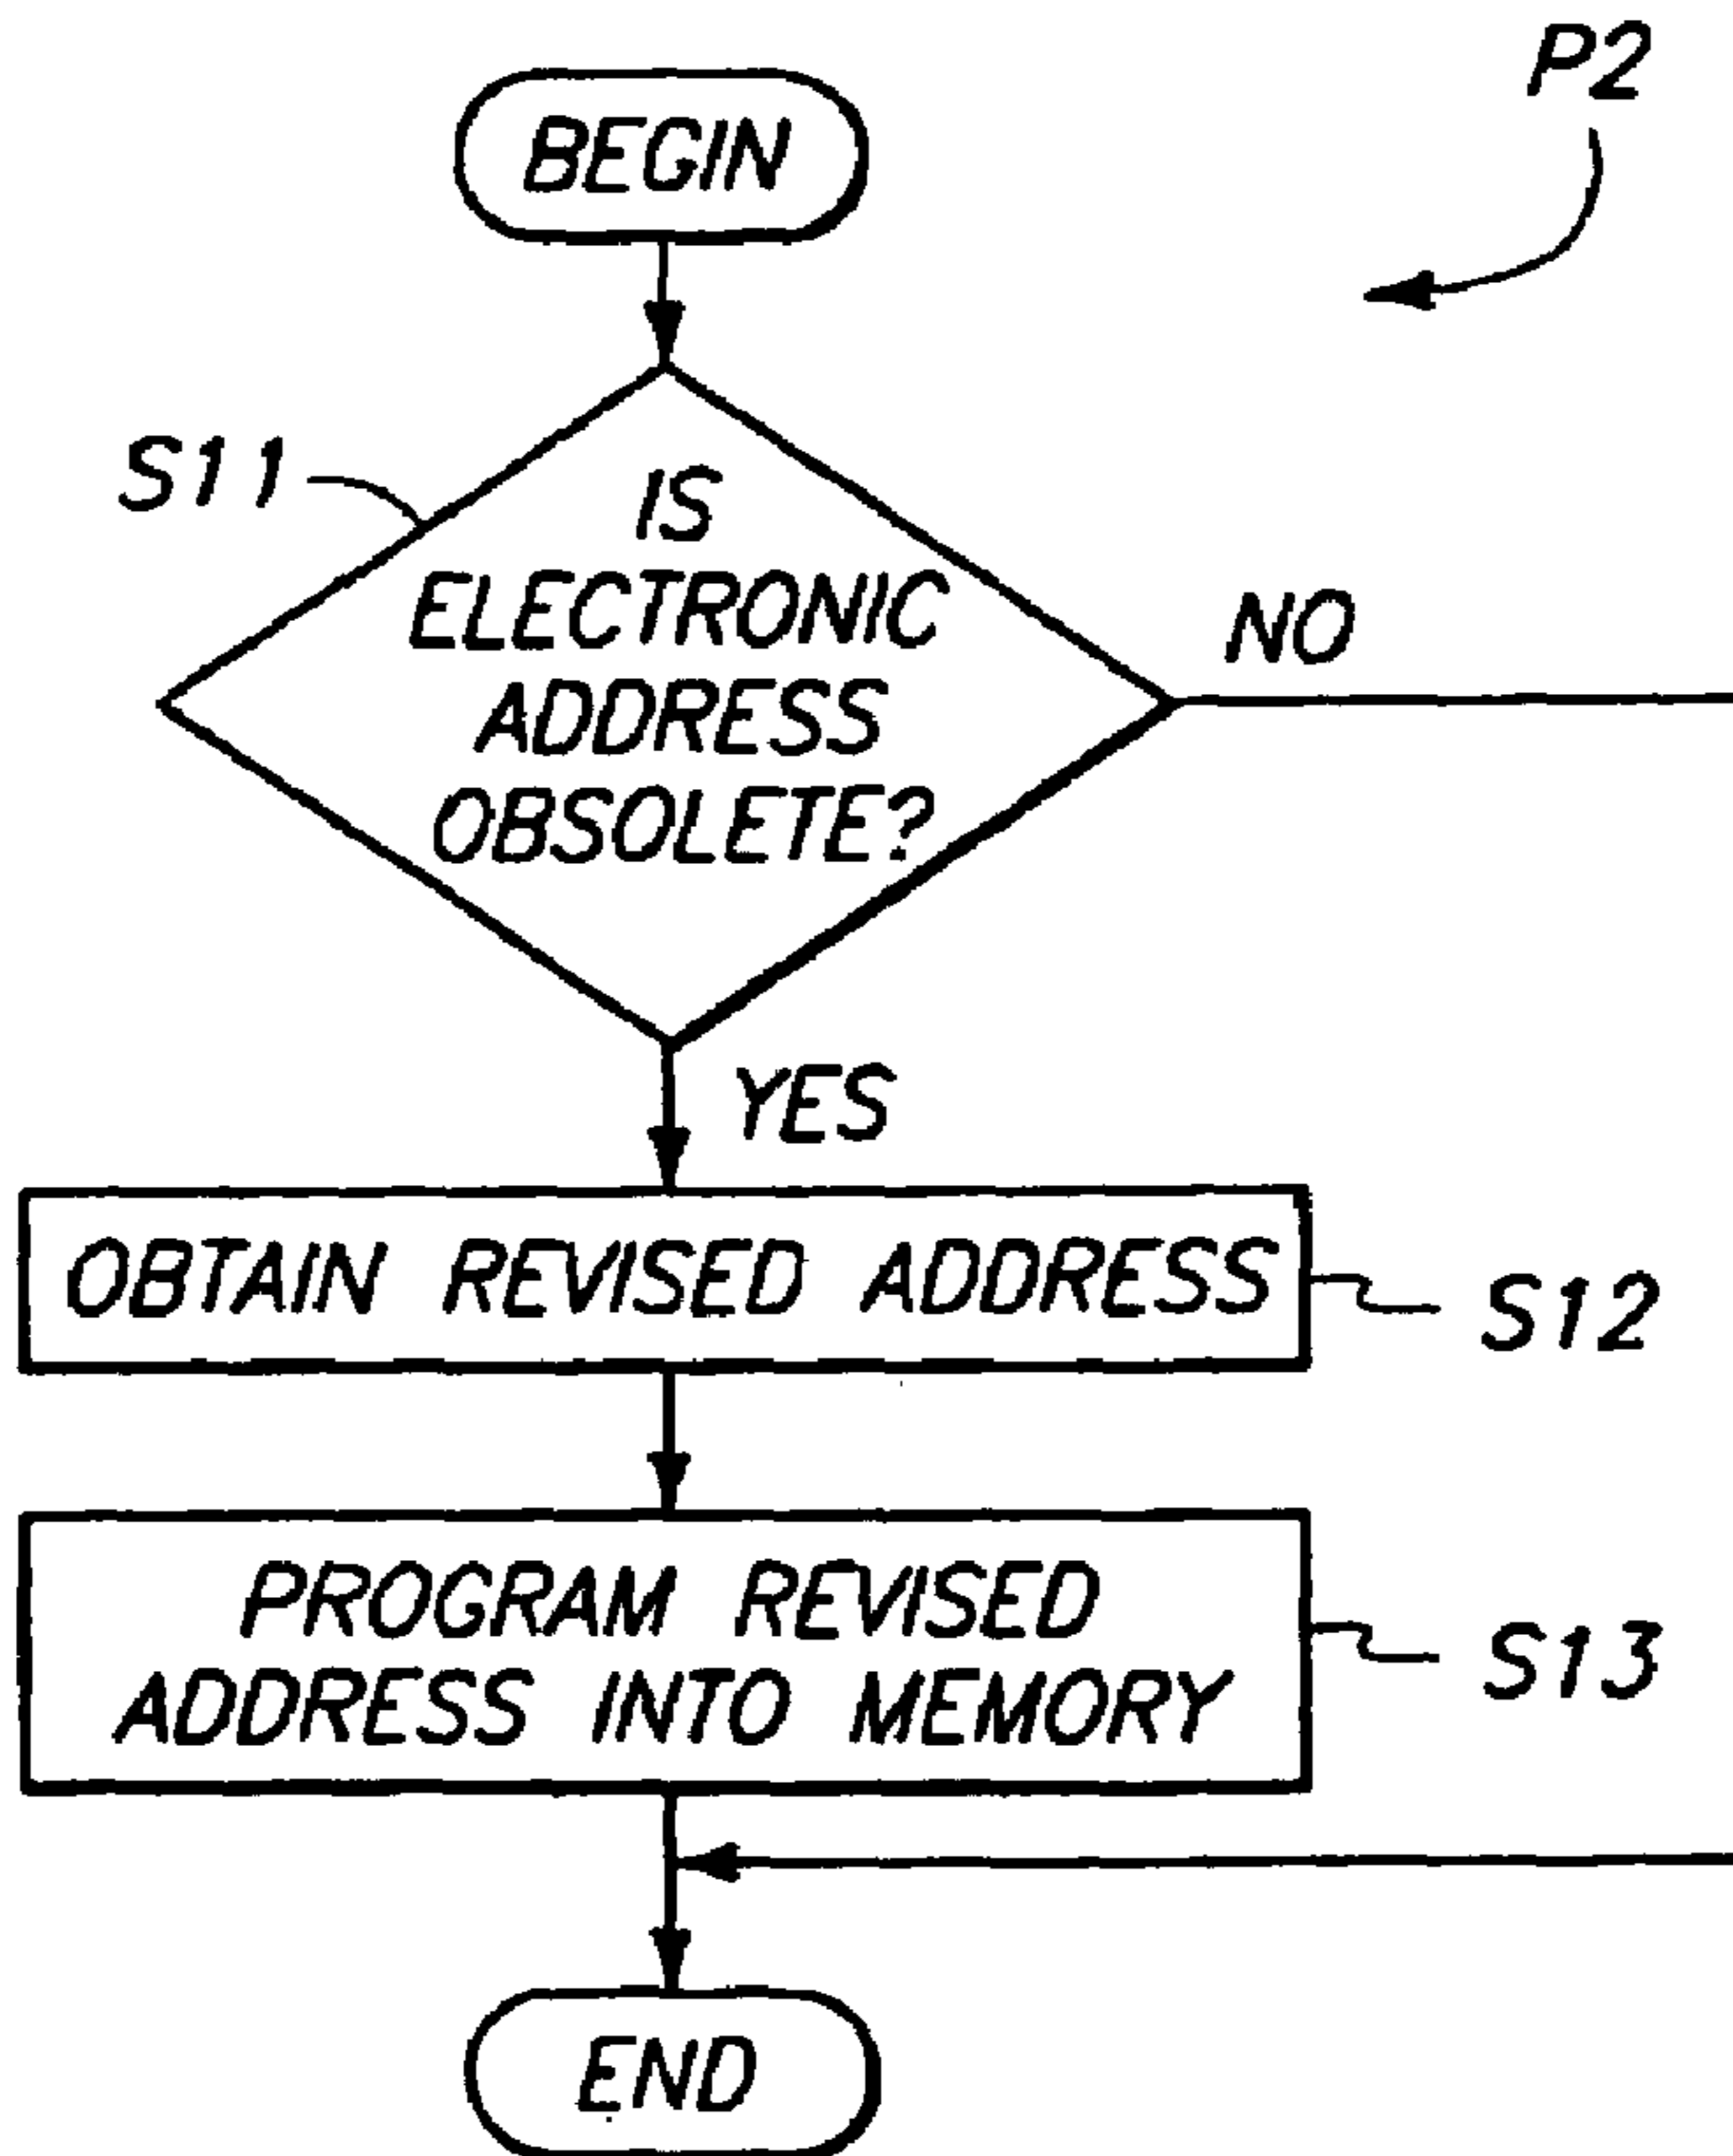 P2
BEGIN
S11
IS
ELECTRONIC
ADDRESS
OBSOLETE?
NO
YES
OBTAIN REVISED ADDRESS
S12
PROGRAM REVISED
ADDRESS INTO MEMORY
S13
END